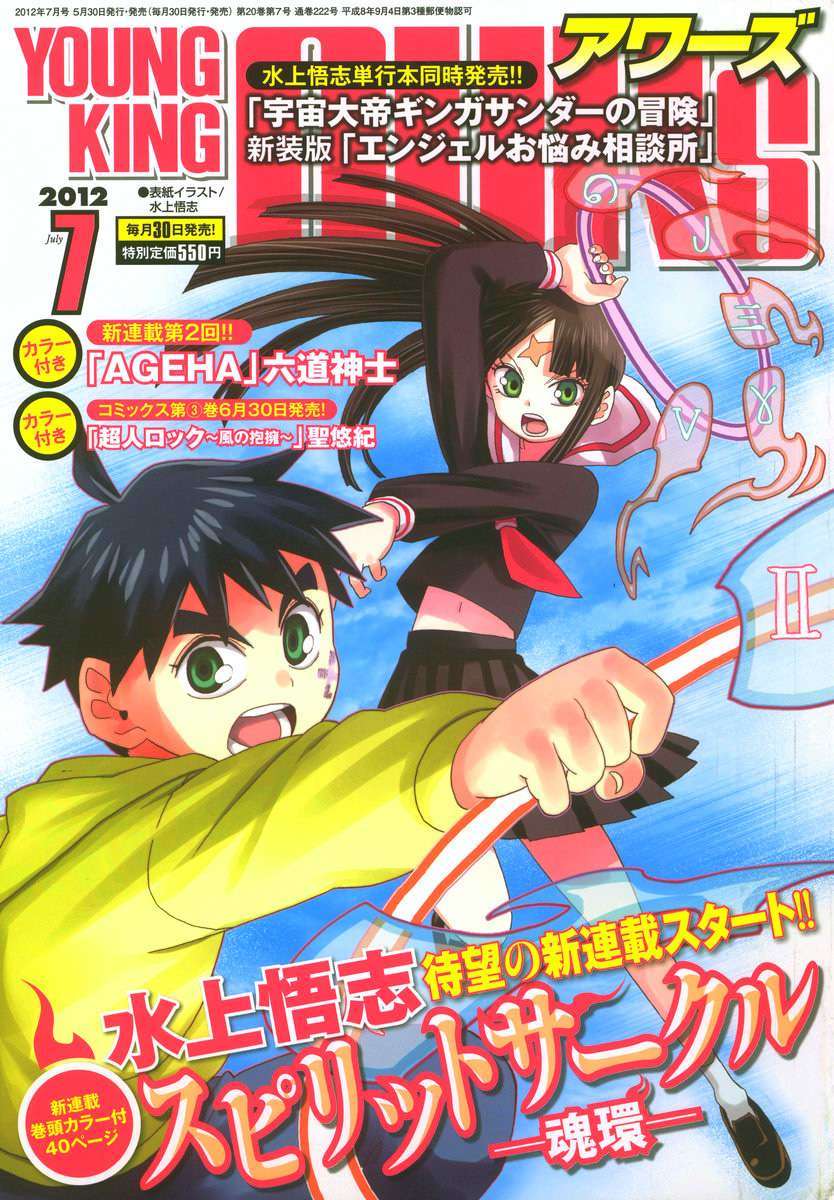 2012年7月号 5月30日発行・発売(毎月30日発行・発売) 第20巻第7号 通巻222号 平成8年9月4日第3種郵便物認可
YOUNG
KING
OURS
アワーズ
水上悟志単行本同時発売!!
「宇宙大帝ギンガサンダーの冒険」
新装版「エンジェルお悩み相談所」
2012
July
7
●表紙イラスト/
水上悟志
毎月30日発売!
特別定価550円
カラー
付き
新連載第2回!!
「AGEHA」六道神士
カラー
付き
コミックス第③巻6月30日発売!
「超人ロック〜風の抱擁〜」聖悠紀
J
三
V
γ
II
待望の新連載スタート!!
水上悟志
スピリットサークル
—魂環—
新連載
巻頭カラー付
40ページ